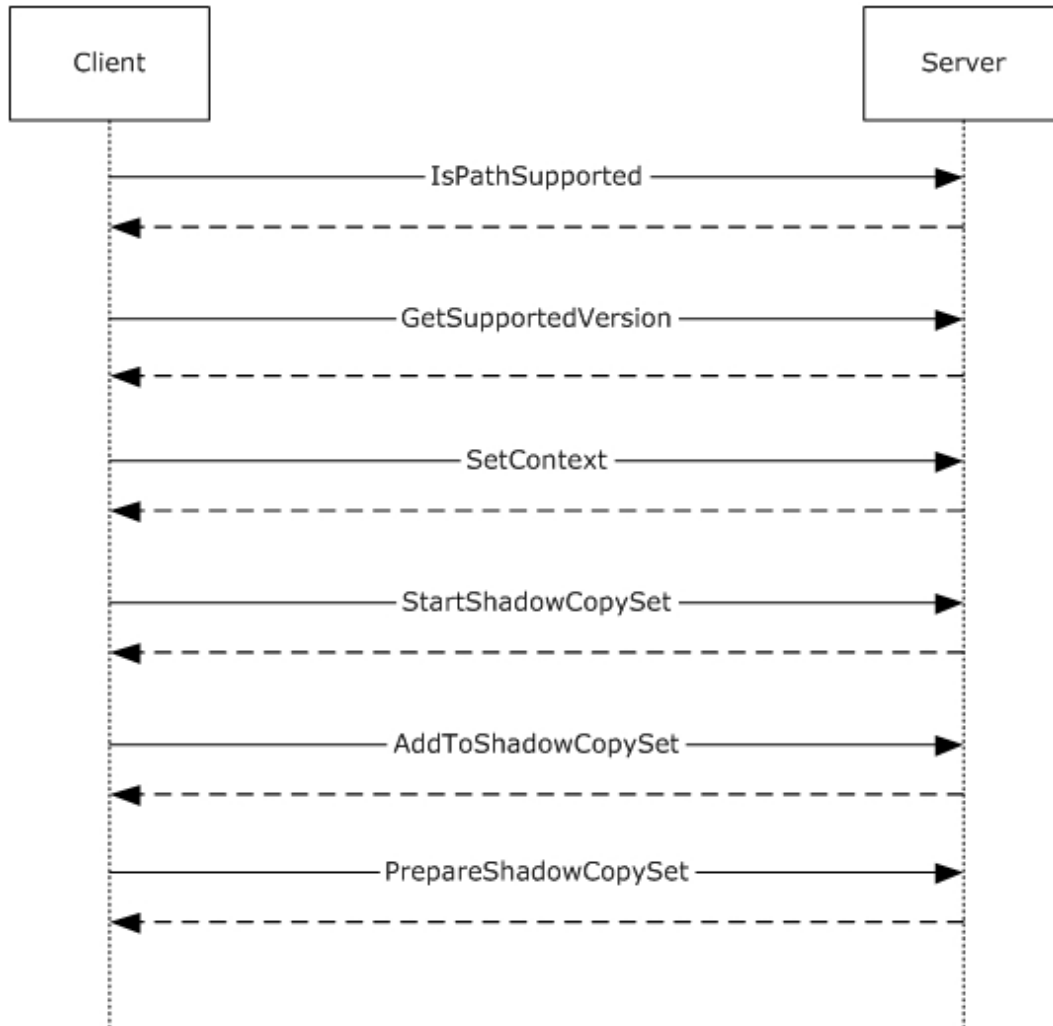 Client
Server
IsPathSupported
GetSupportedVersion
SetContext
StartShadowCopySet
AddToShadowCopySet
PrepareShadowCopySet